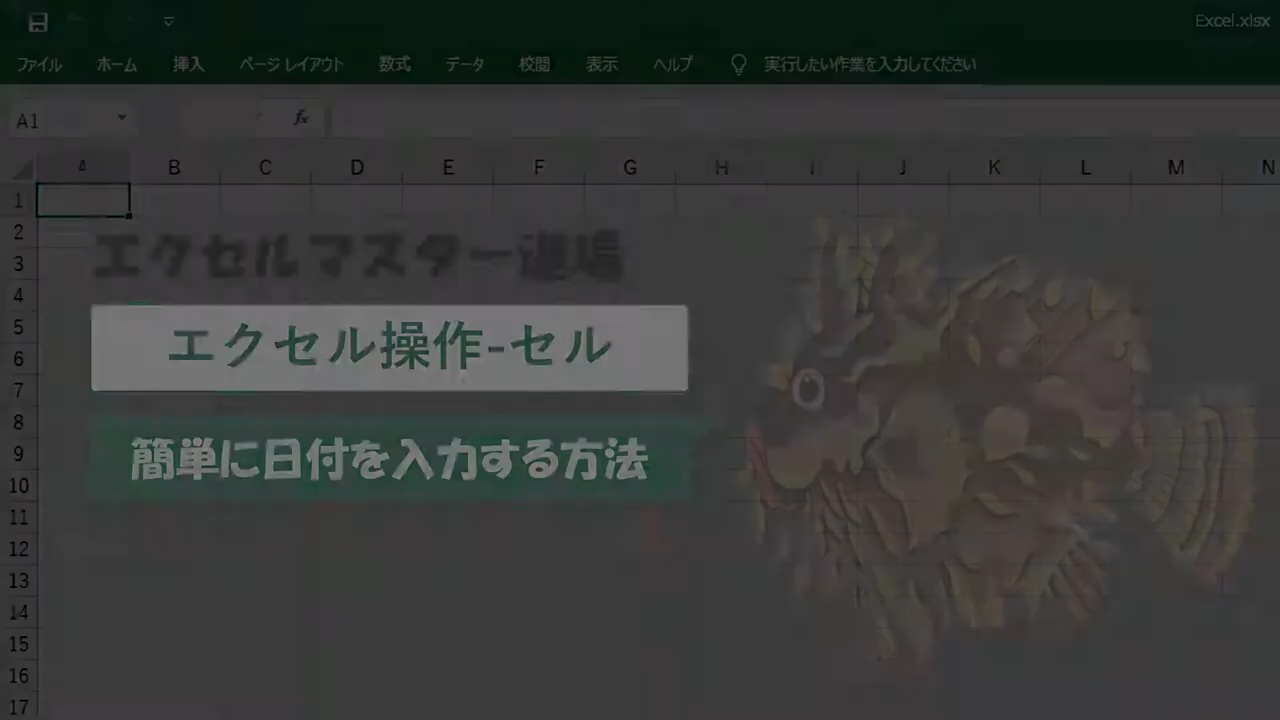 Excel.xlsx
ファイル ホーム 挿入 ページ レイアウト 数式 データ 校閲 表示 ヘルプ 実行したい作業を入力してください
A1 fx
A B C D E F G H I J K L M N
1
2
エクセルマスター道場
3
4
5
エクセル操作-セル
6
7
8
簡単に日付を入力する方法
9
10
11
12
13
14
15
16
17